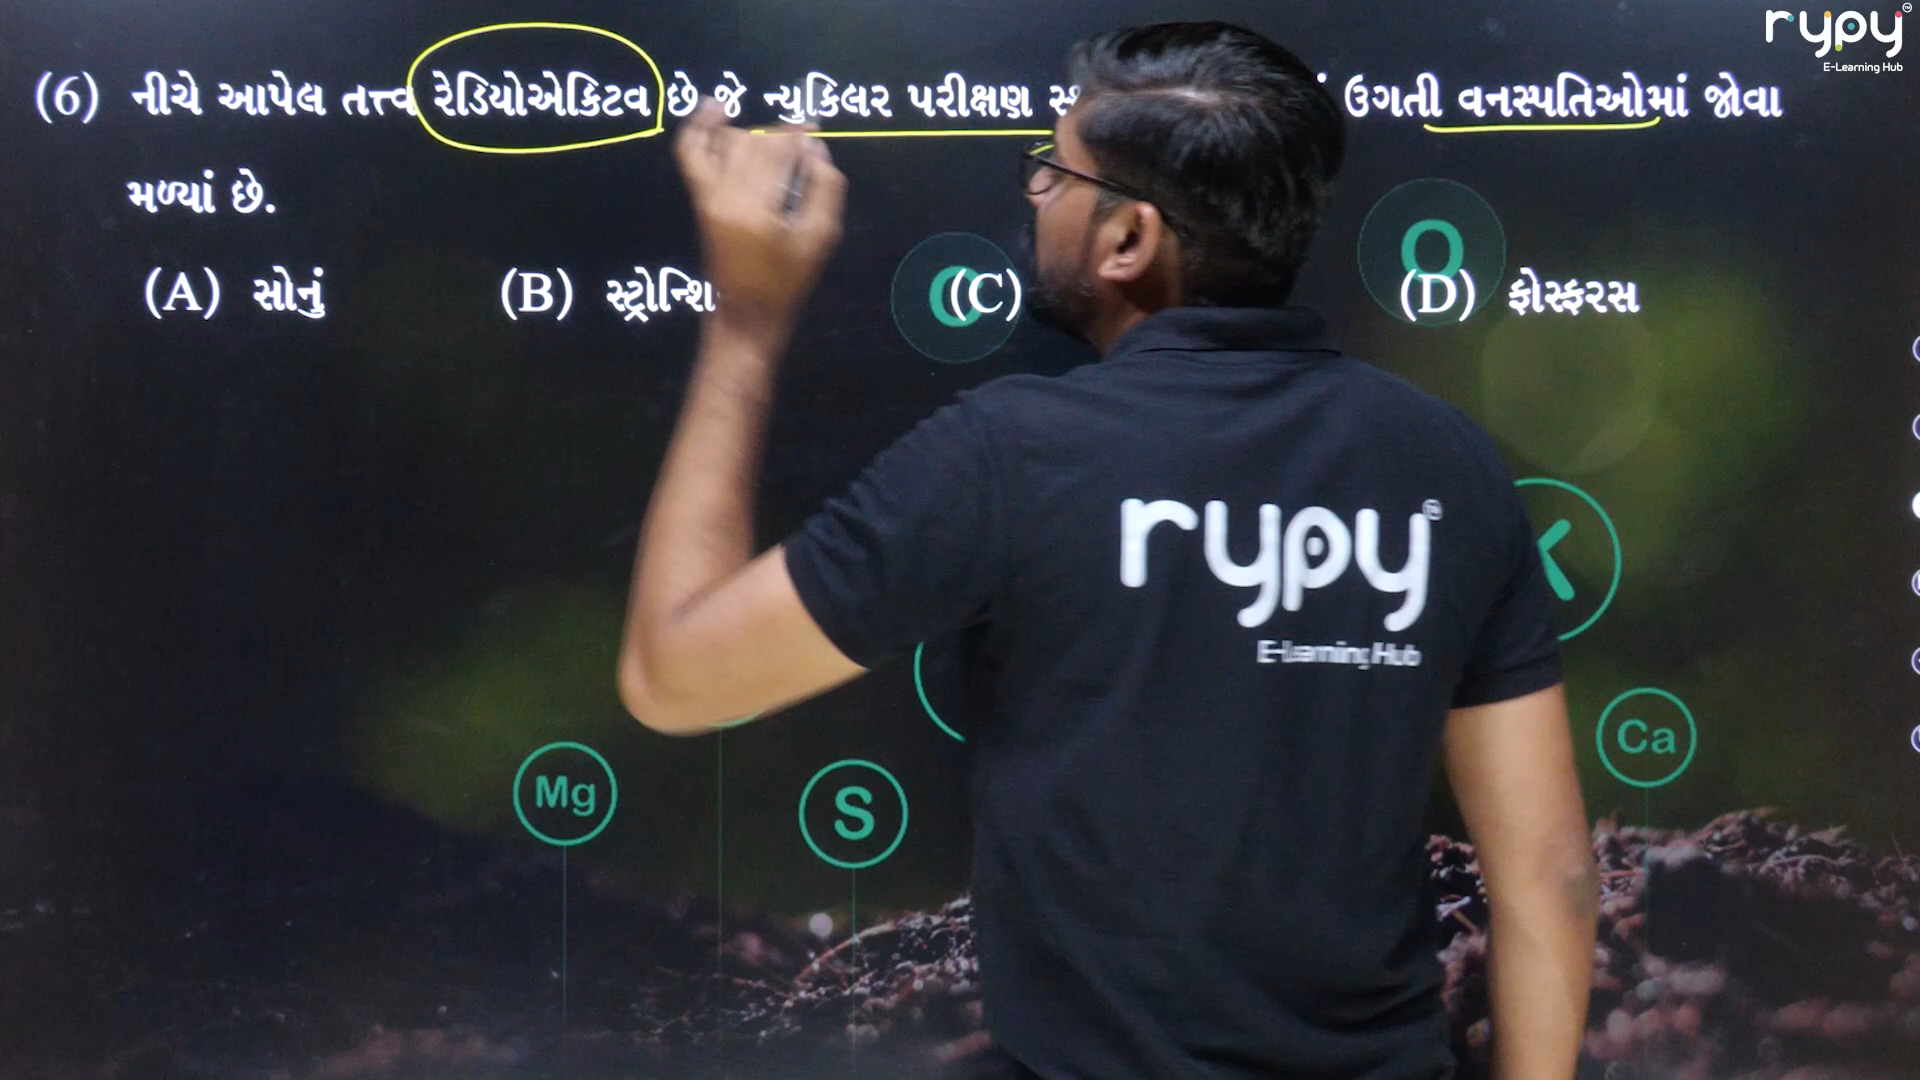 rypy
E-Learning Hub
(6) નીચે આપેલ તત્ત્વ રેડિયોએક્ટિવ છે જે ન્યુક્લિર પરીક્ષણ ઉગતી વનસ્પતિઓમાં જોવા
મળ્યાં છે.
(A) સોનું (B) (C) (D) ફોસ્ફરસ
O
O
rypy
E-Learning Hub
K
Ca
Mg
S